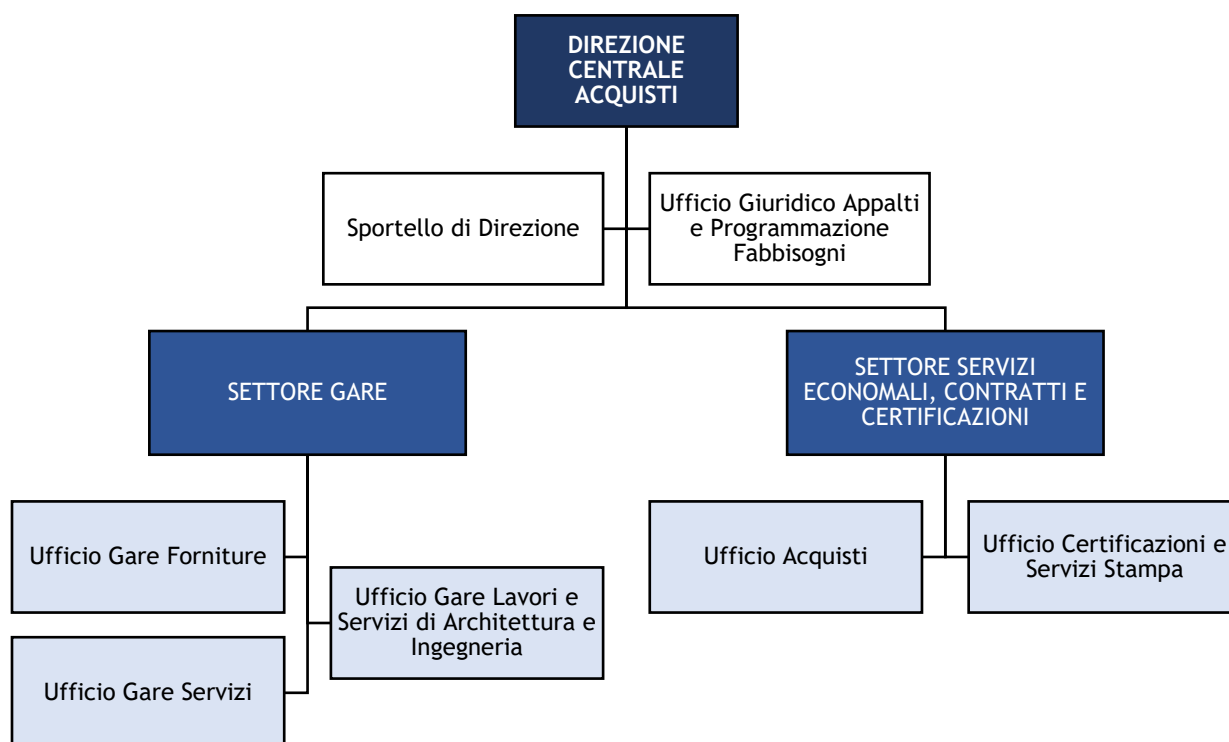 DIREZIONE
CENTRALE
ACQUISTI
Sportello di Direzione
Ufficio Giuridico Appalti
e Programmazione
Fabbisogni
SETTORE GARE
SETTORE SERVIZI
ECONOMALI, CONTRATTI E
CERTIFICAZIONI
Ufficio Gare Forniture
Ufficio Gare Lavori e
Servizi di Architettura e
Ingegneria
Ufficio Gare Servizi
Ufficio Acquisti
Ufficio Certificazioni e
Servizi Stampa